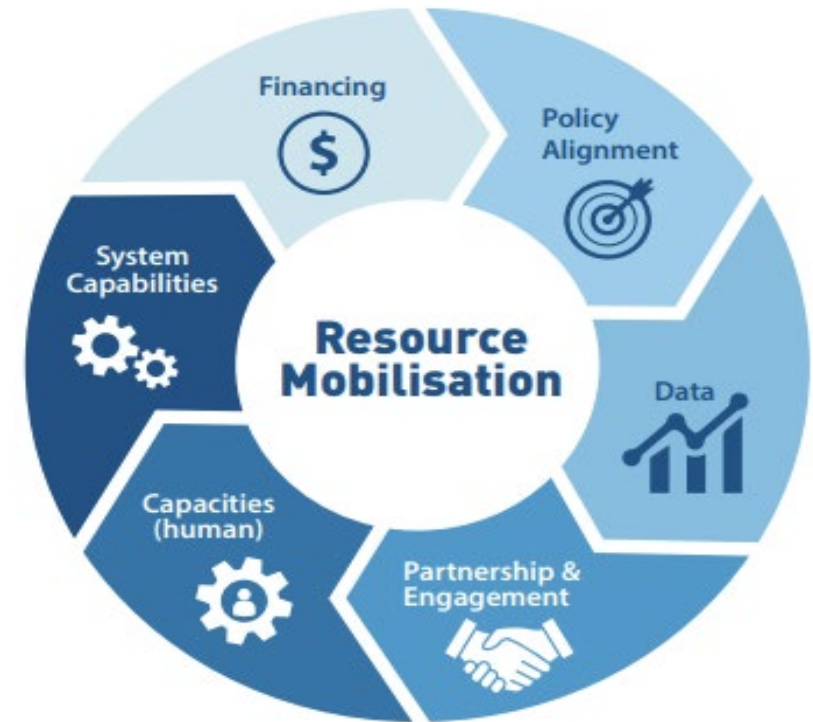 Financing
$
Policy
Alignment
Data
Partnership &
Engagement
Capacities
(human)
System
Capabilities
Resource
Mobilisation